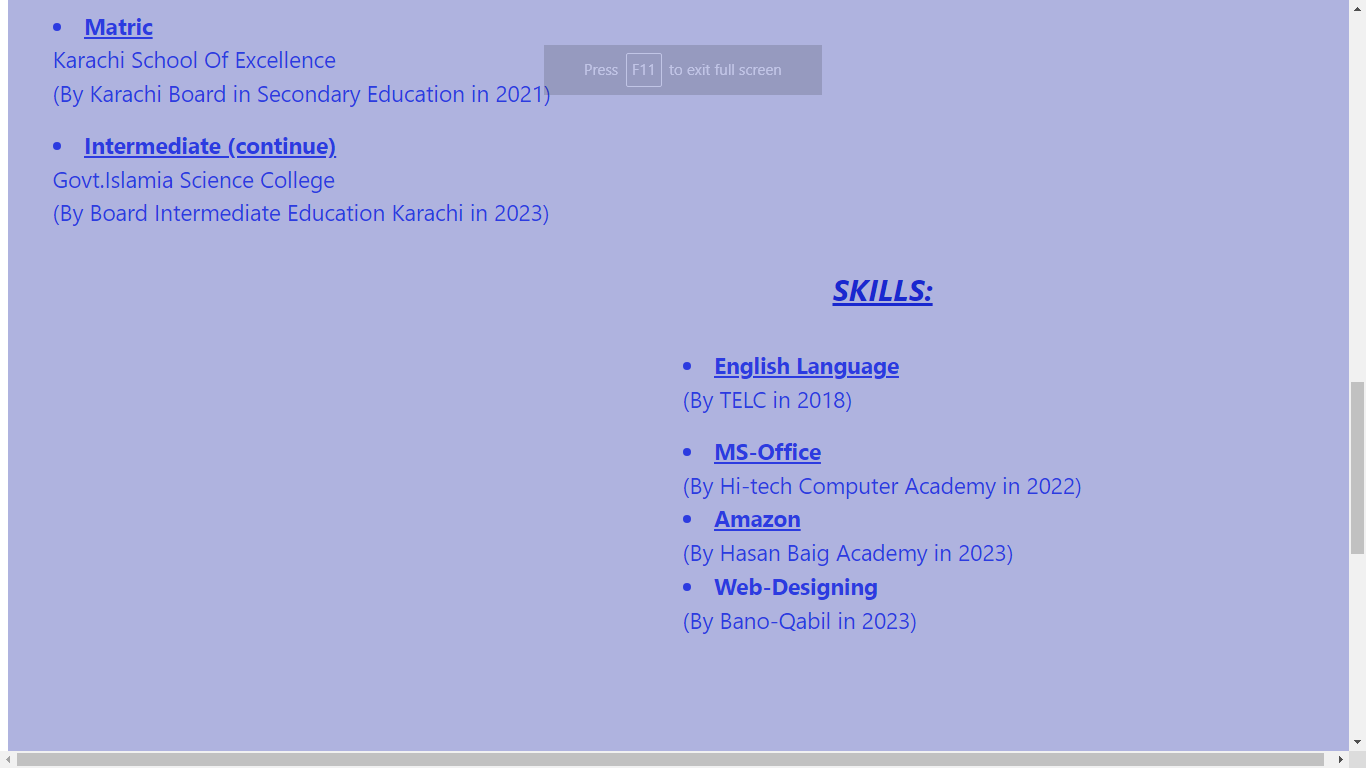 Matric
Karachi School Of Excellence
Press F11 to exit full screen
(By Karachi Board in Secondary Education in 2021)
Intermediate (continue)
Govt.Islamia Science College
(By Board Intermediate Education Karachi in 2023)
SKILLS:
English Language
(By TELC in 2018)
MS-Office
(By Hi-tech Computer Academy in 2022)
Amazon
(By Hasan Baig Academy in 2023)
Web-Designing
(By Bano-Qabil in 2023)